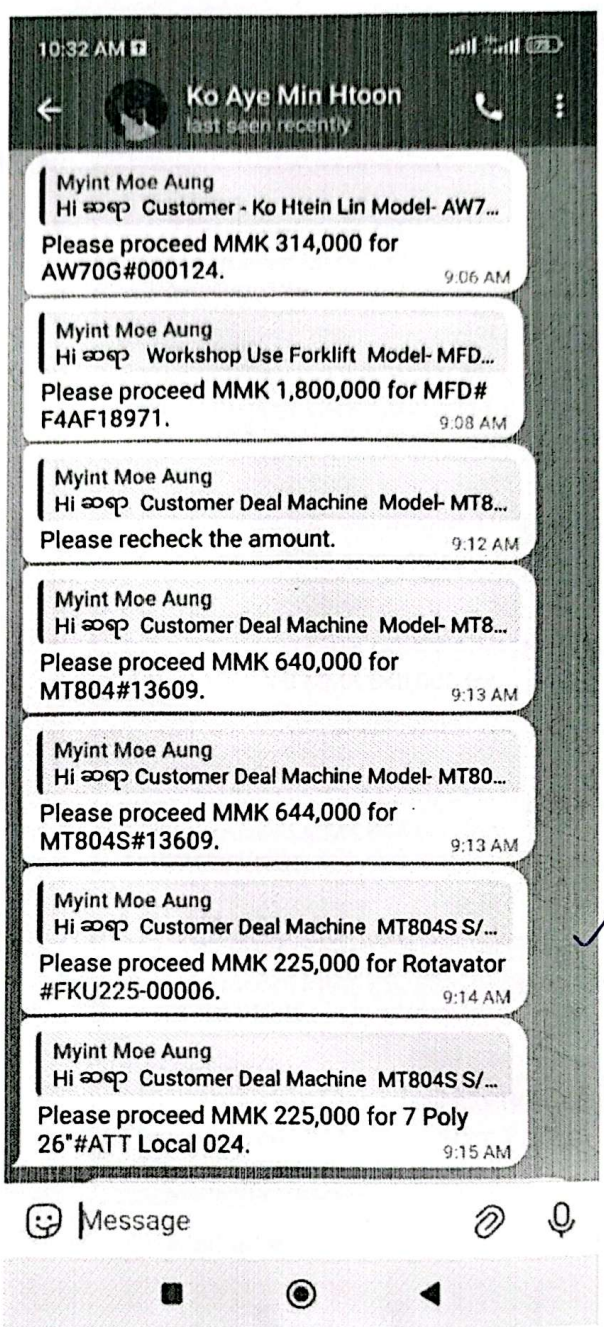 10:32 AM
Ko Aye Min Htoon
last seen recently
Myint Moe Aung
Hi ဆရာ Customer - Ko Htein Lin Model- AW7...
Please proceed MMK 314,000 for
AW70G#000124.
9:06 AM
Myint Moe Aung
Hi ဆရာ Workshop Use Forklift Model- MFD...
Please proceed MMK 1,800,000 for MFD#
F4AF18971.
9:08 AM
Myint Moe Aung
Hi ဆရာ Customer Deal Machine Model- MT8...
Please recheck the amount.
9:12 AM
Myint Moe Aung
Hi ဆရာ Customer Deal Machine Model- MT8...
Please proceed MMK 640,000 for
MT804#13609.
9:13 AM
Myint Moe Aung
Hi ဆရာ Customer Deal Machine Model- MT80...
Please proceed MMK 644,000 for
MT804S#13609.
9:13 AM
Myint Moe Aung
Hi ဆရာ Customer Deal Machine MT804S S/...
Please proceed MMK 225,000 for Rotavator
#FKU225-00006.
9:14 AM
Myint Moe Aung
Hi ဆရာ Customer Deal Machine MT804S S/...
Please proceed MMK 225,000 for 7 Poly
26"#ATT Local 024.
9:15 AM
Message